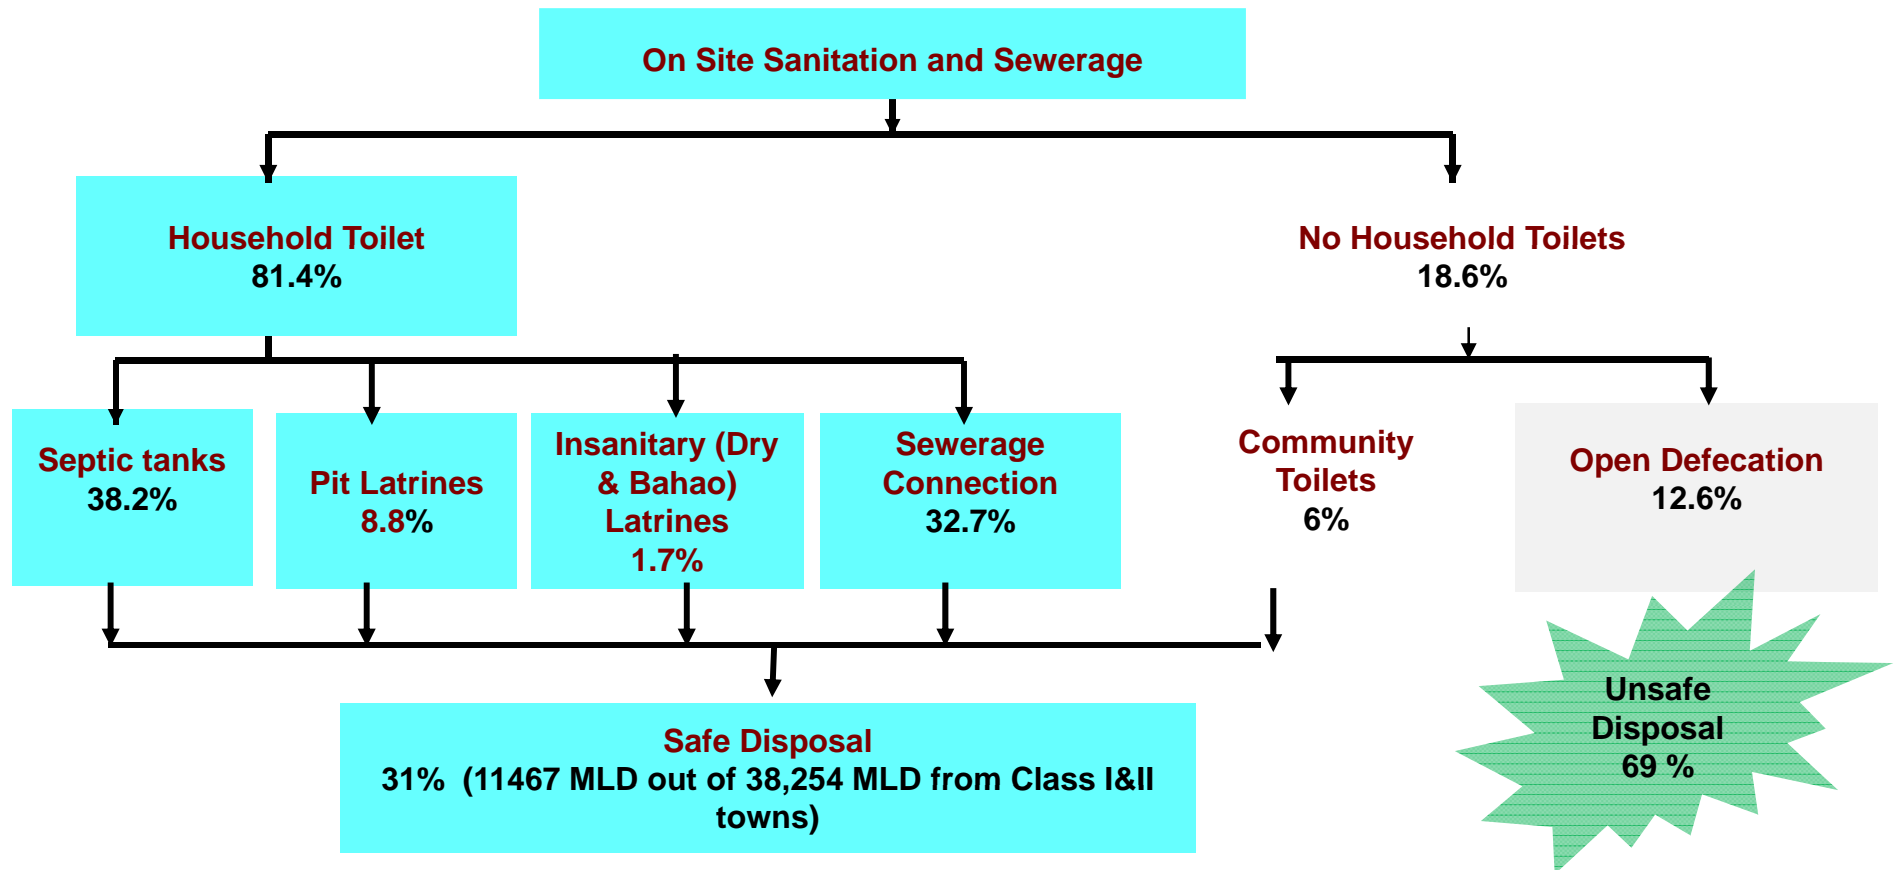 On Site Sanitation and Sewerage
Household Toilet
81.4%
No Household Toilets
18.6%
Septic tanks
38.2%
Pit Latrines
8.8%
Insanitary (Dry
& Bahao)
Latrines
1.7%
Sewerage
Connection
32.7%
Community
Toilets
6%
Open Defecation
12.6%
Safe Disposal
31% (11467 MLD out of 38,254 MLD from Class I&II
towns)
Unsafe
Disposal
69 %